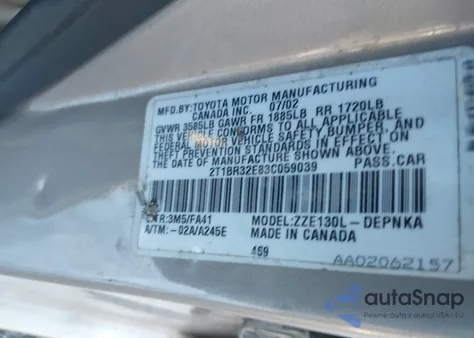 MFD.BY:TOYOTA MOTOR MANUFACTURING
CANADA INC. 07/02
GVWR 3585LB GAWR FR 1885LB RR 1720LB
THIS VEHICLE CONFORMS TO ALL APPLICABLE
FEDERAL MOTOR VEHICLE SAFETY, BUMPER, AND
THEFT PREVENTION STANDARDS IN EFFECT ON
THE DATE OF MANUFACTURE SHOWN ABOVE.
2T1BR32E83C059039 PASS.CAR
C/TR:3M5/FA41 MODEL:ZZE130L-DEPNKA
A/TM:-02A/A245E MADE IN CANADA
469
AA02062157
autoSnap